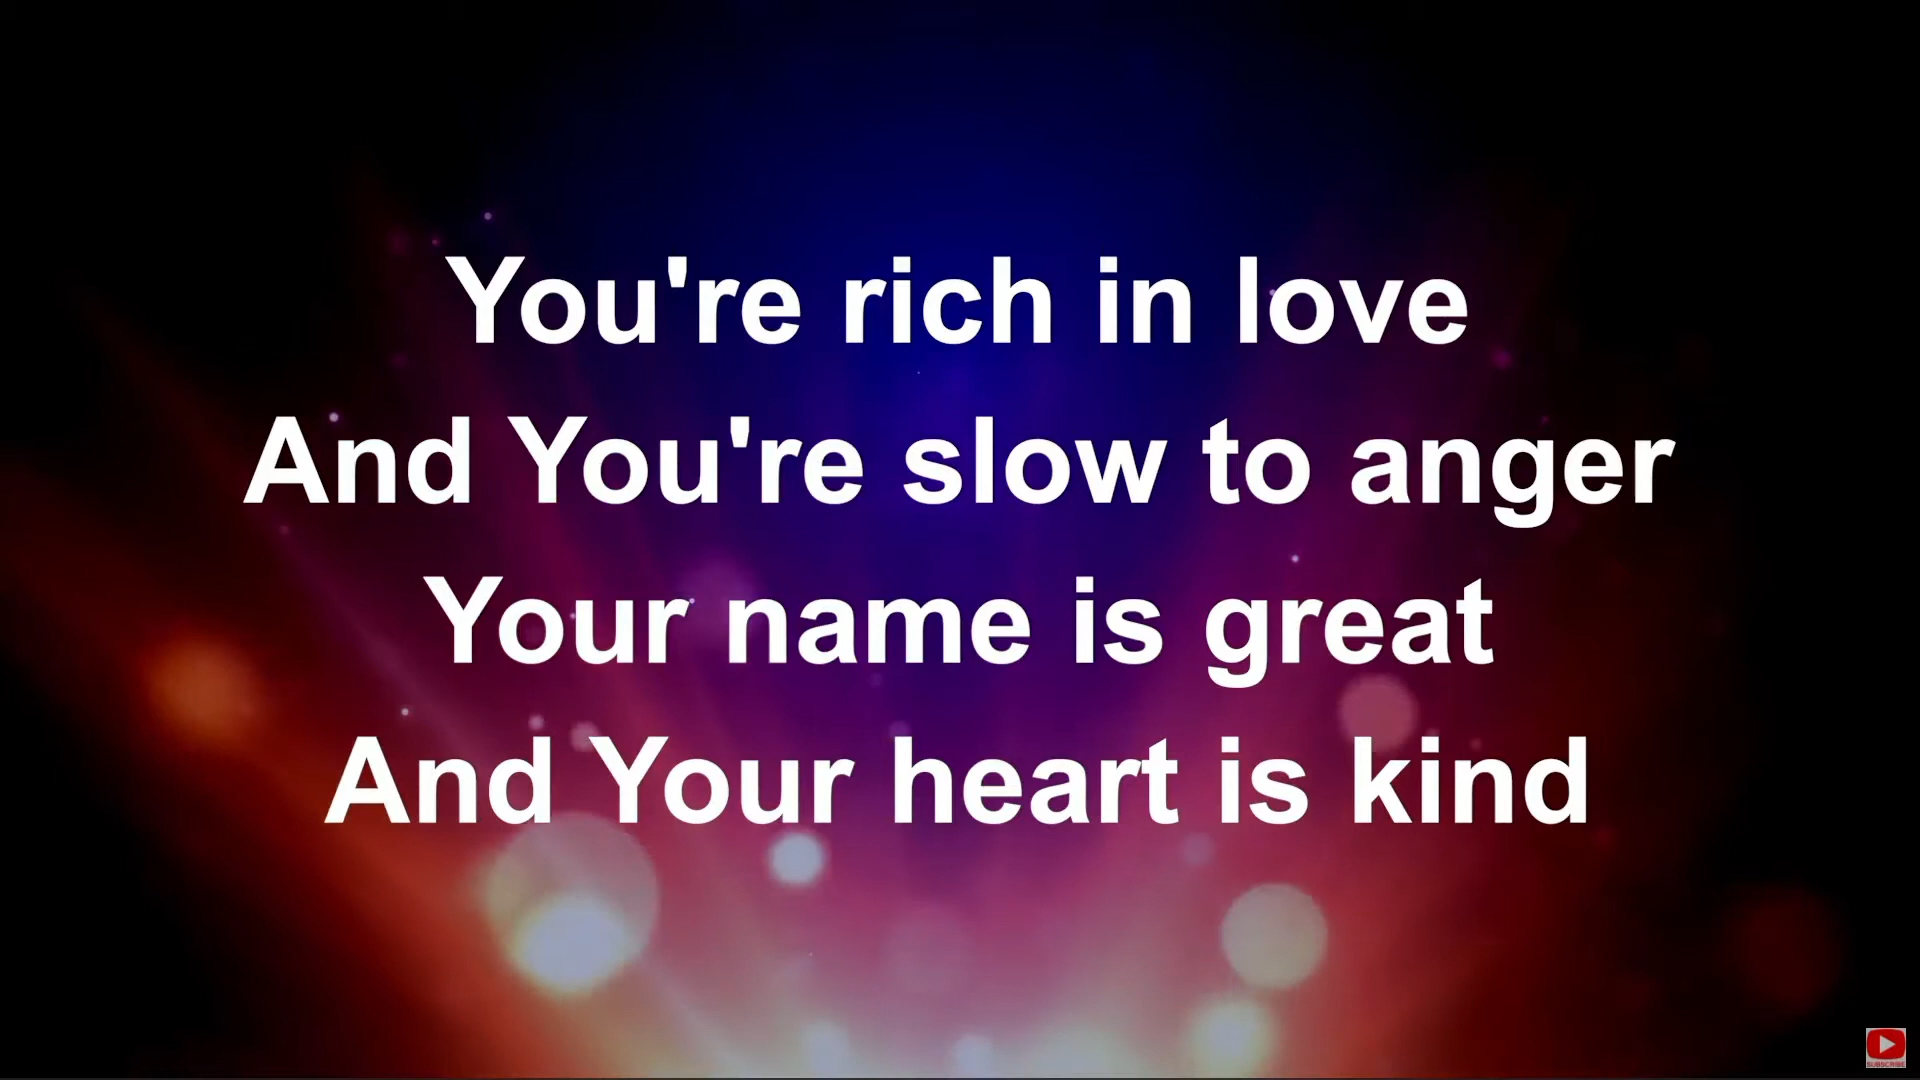 You're rich in love
And You're slow to anger
Your name is great
And Your heart is kind
SUBSCRIBE